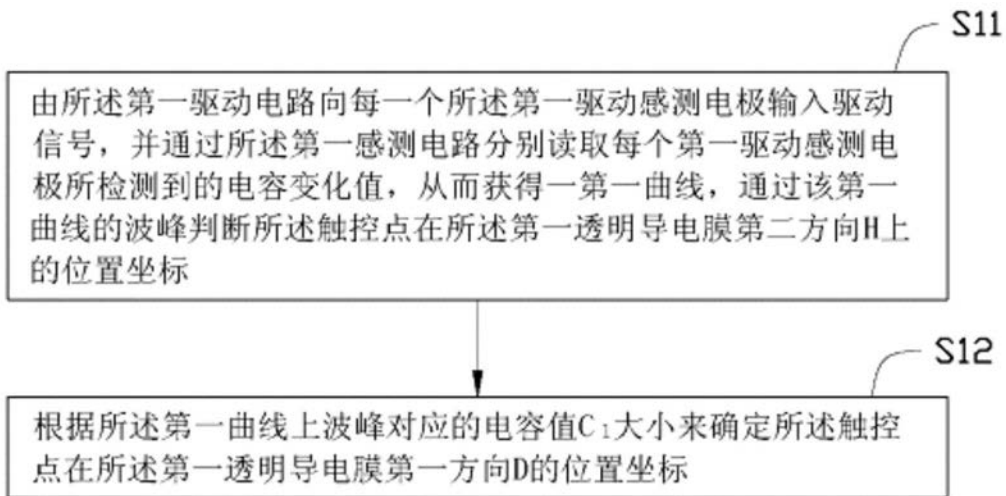 S11
由所述第一驱动电路向每一个所述第一驱动感测电极输入驱动
信号，并通过所述第一感测电路分别读取每个第一驱动感测电
极所检测到的电容变化值，从而获得一第一曲线，通过该第一
曲线的波峰判断所述触控点在所述第一透明导电膜第二方向H上
的位置坐标
S12
根据所述第一曲线上波峰对应的电容值C₁大小来确定所述触控
点在所述第一透明导电膜第一方向D的位置坐标